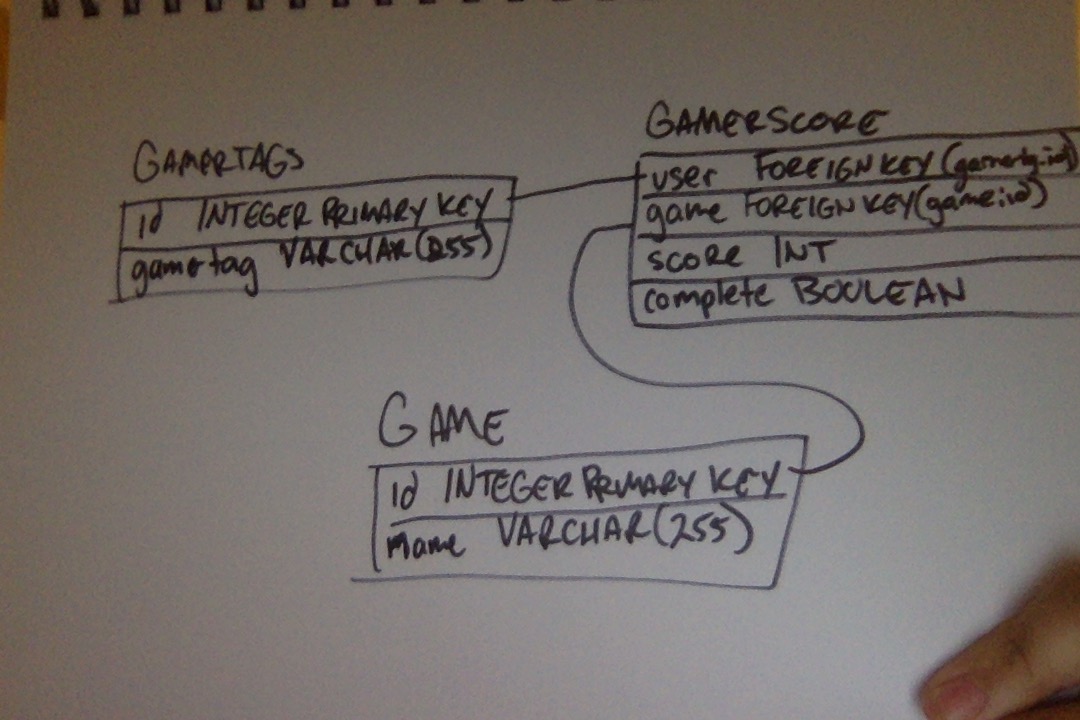 GAMERTAGS
id INTEGER PRIMARY KEY
gamertag VARCHAR(255)
GAMERSCORE
user FOREIGN KEY (gamertg.id)
game FOREIGN KEY(game.id)
score INT
complete BOOLEAN
GAME
id INTEGER PRIMARY KEY
name VARCHAR(255)